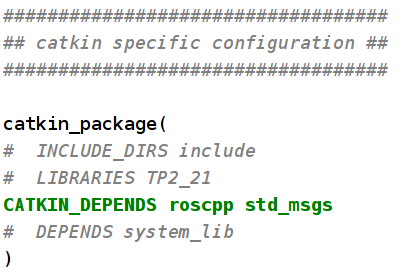 ###################################
## catkin specific configuration ##
###################################
catkin_package(
#  INCLUDE_DIRS include
#  LIBRARIES TP2_21
CATKIN_DEPENDS roscpp std_msgs
#  DEPENDS system_lib
)